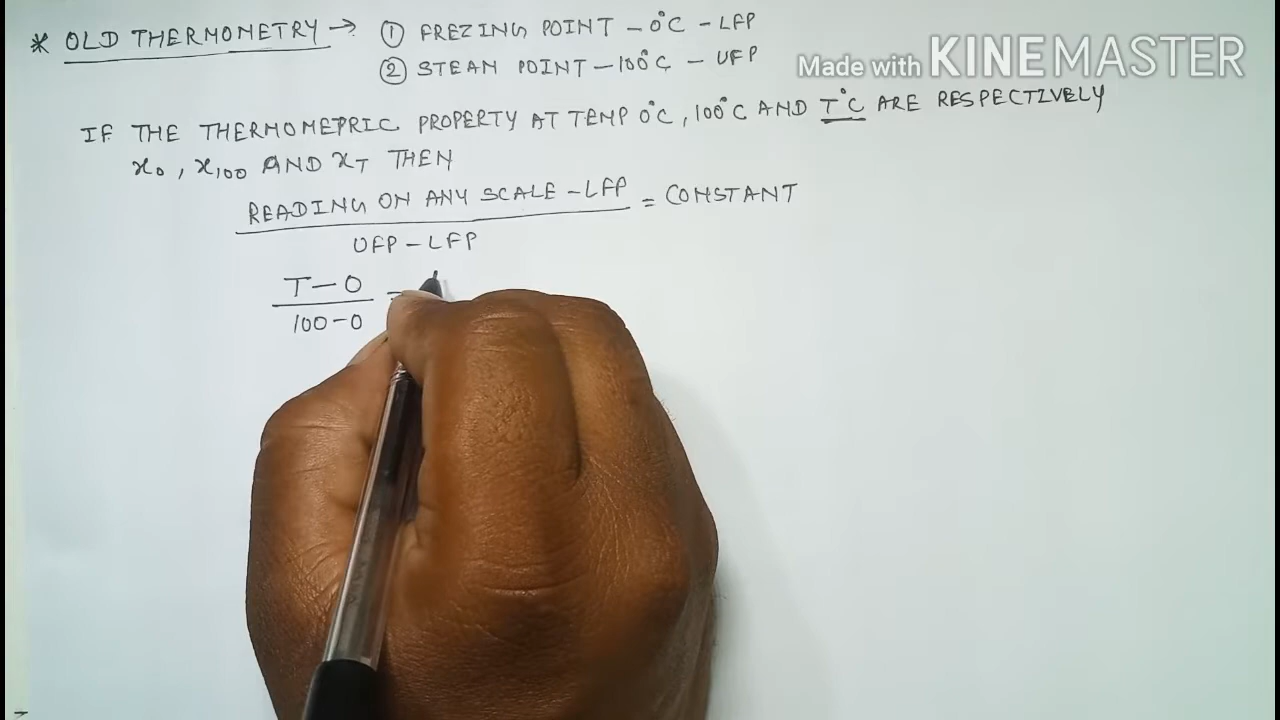 * OLD THERMOMETRY → ① FREZING POINT – 0°C – LFP
② STEAM POINT – 100°C – UFP
Made with KINEMASTER
IF THE THERMOMETRIC PROPERTY AT TEMP 0°C, 100°C AND T°C ARE RESPECTIVELY
x₀, x₁₀₀ AND x_T THEN
READING ON ANY SCALE – LFP = CONSTANT
UFP – LFP
T – 0 =
100 – 0